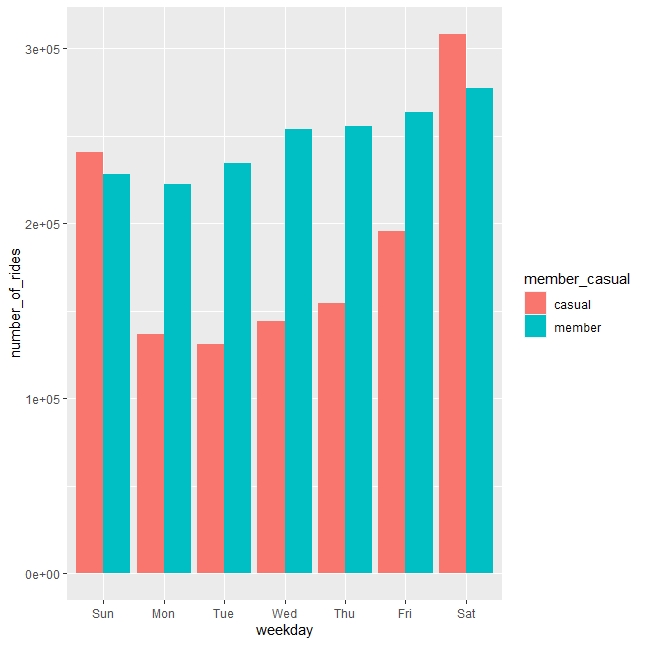 3e+05
2e+05
1e+05
0e+00
number_of_rides
Sun Mon Tue Wed Thu Fri Sat
weekday
member_casual
casual
member